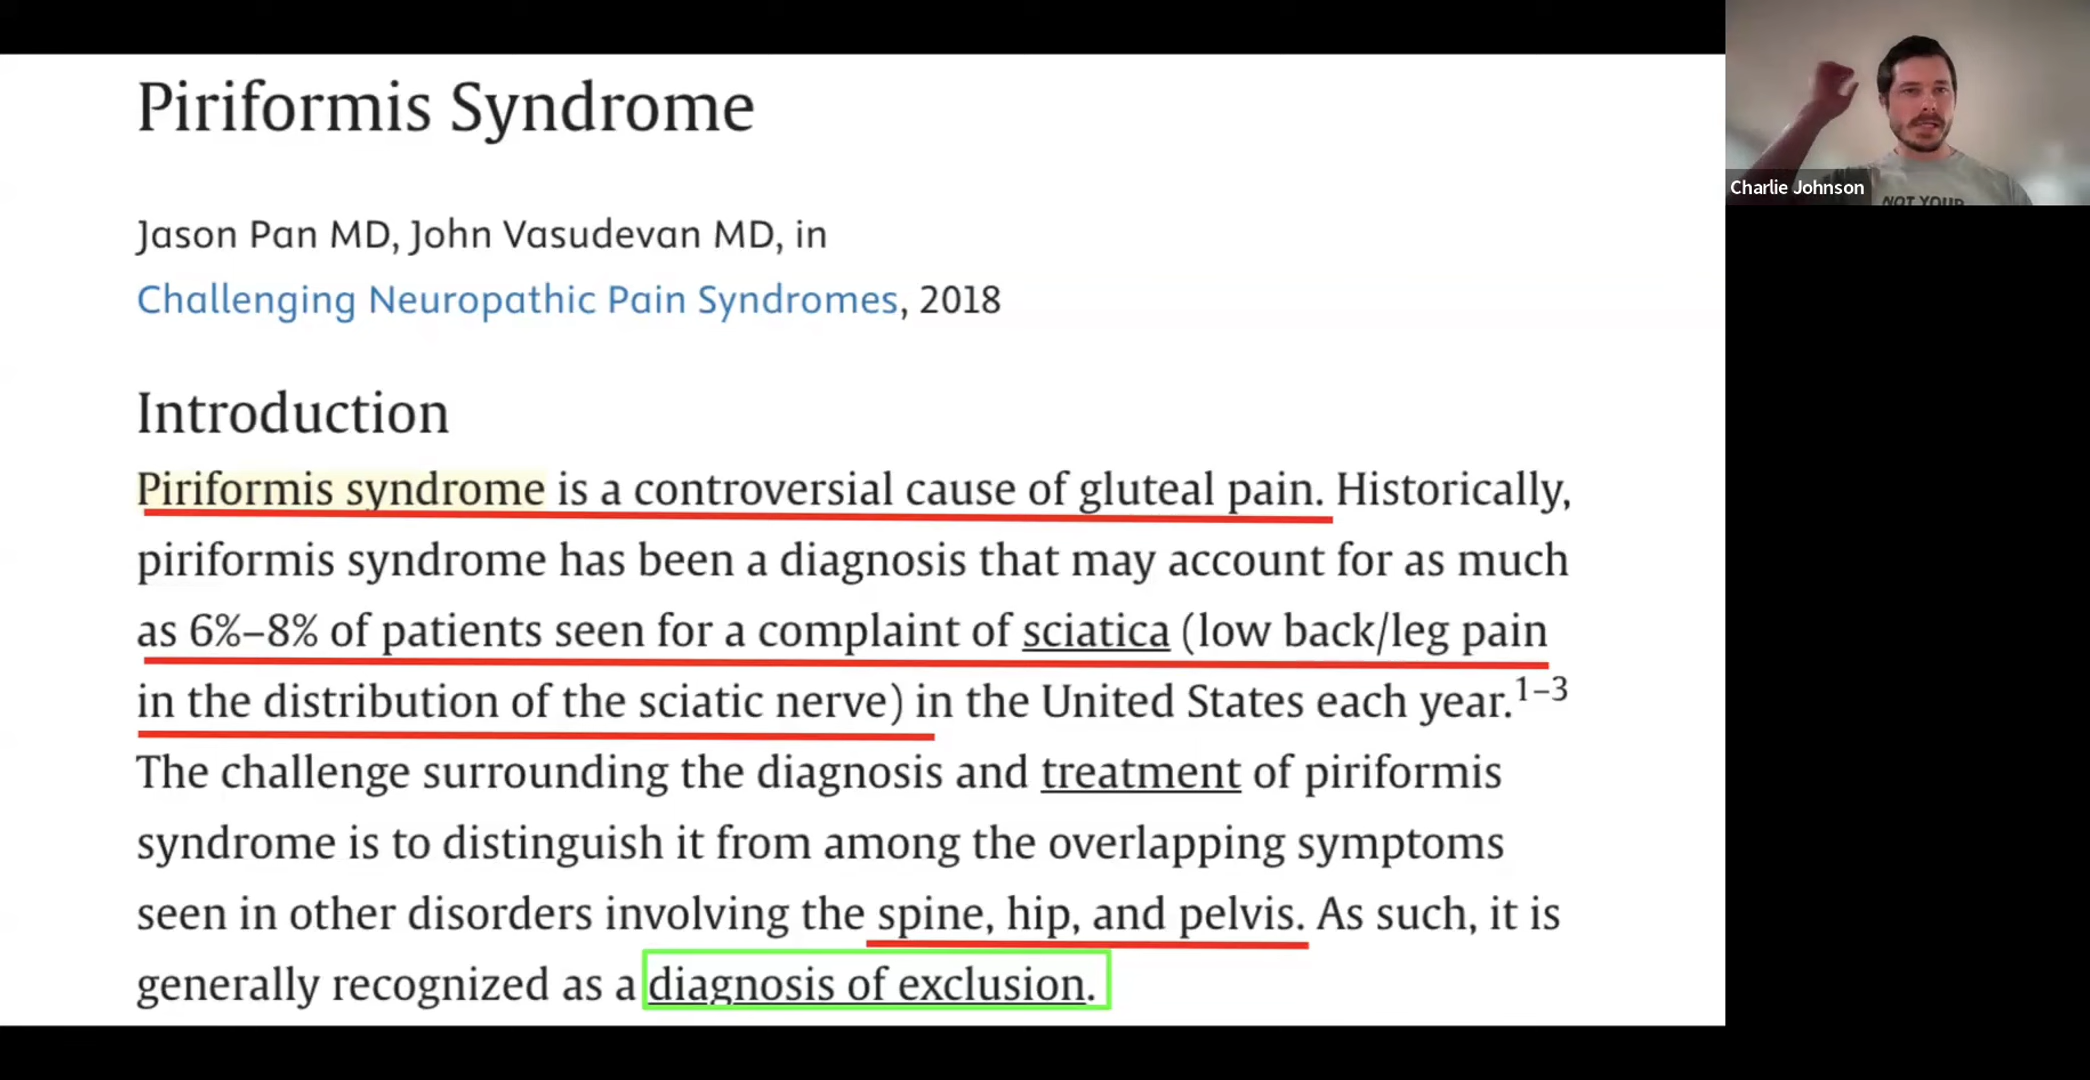 Piriformis Syndrome
Jason Pan MD, John Vasudevan MD, in
Challenging Neuropathic Pain Syndromes, 2018
Introduction
Piriformis syndrome is a controversial cause of gluteal pain. Historically,
piriformis syndrome has been a diagnosis that may account for as much
as 6%–8% of patients seen for a complaint of sciatica (low back/leg pain
in the distribution of the sciatic nerve) in the United States each year.1–3
The challenge surrounding the diagnosis and treatment of piriformis
syndrome is to distinguish it from among the overlapping symptoms
seen in other disorders involving the spine, hip, and pelvis. As such, it is
generally recognized as a diagnosis of exclusion.
Charlie Johnson
NOT YOUR